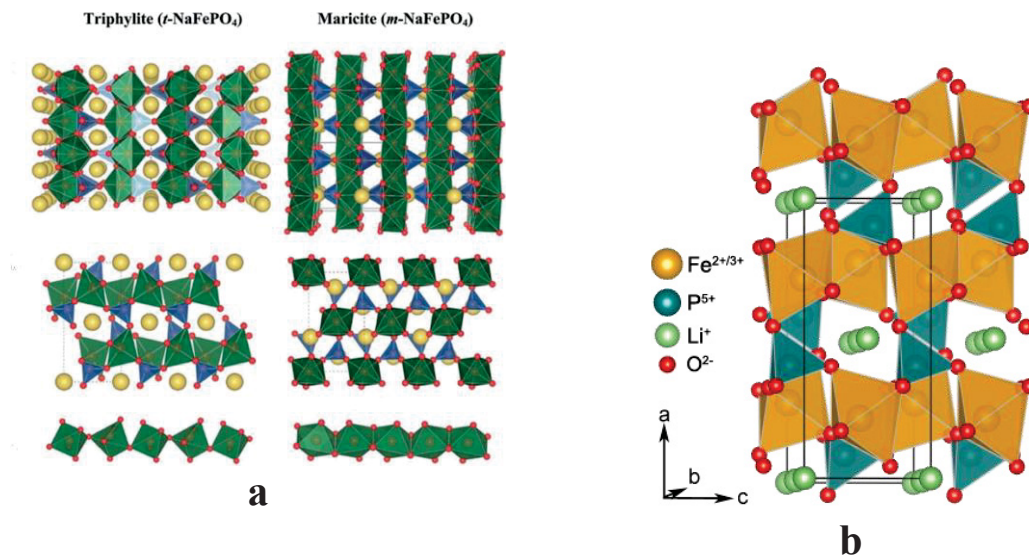 Triphylite (t-NaFePO₄)
Maricite (m-NaFePO₄)
a
Fe²⁺/³⁺
P⁵⁺
Li⁺
O²⁻
a
b
c
b